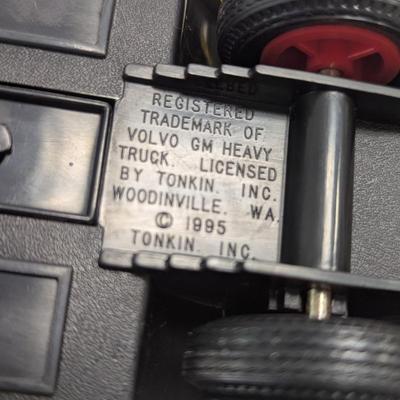 REGISTERED
TRADEMARK OF
VOLVO GM HEAVY
TRUCK. LICENSED
BY TONKIN. INC.
WOODINVILLE. WA.
© 1995
TONKIN. INC.